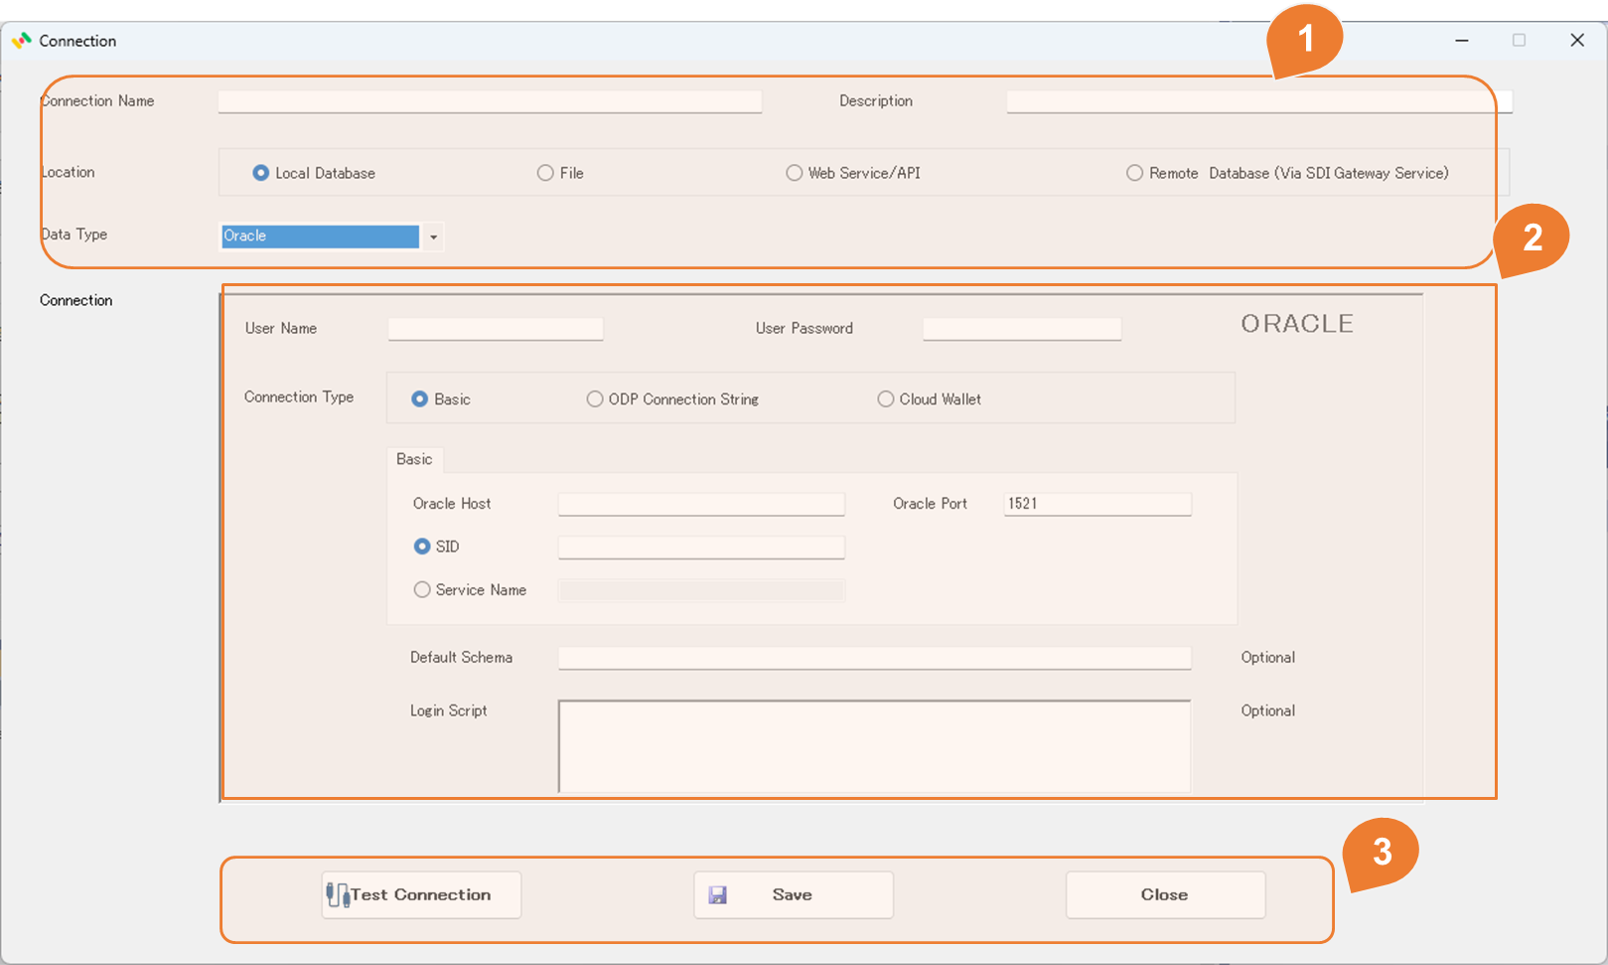 Connection
1
Connection Name
Description
Location
Local Database
File
Web Service/API
Remote Database (Via SDI Gateway Service)
Data Type
Oracle
2
Connection
User Name
User Password
ORACLE
Connection Type
Basic
ODP Connection String
Cloud Wallet
Basic
Oracle Host
Oracle Port
1521
SID
Service Name
Default Schema
Optional
Login Script
Optional
3
Test Connection
Save
Close